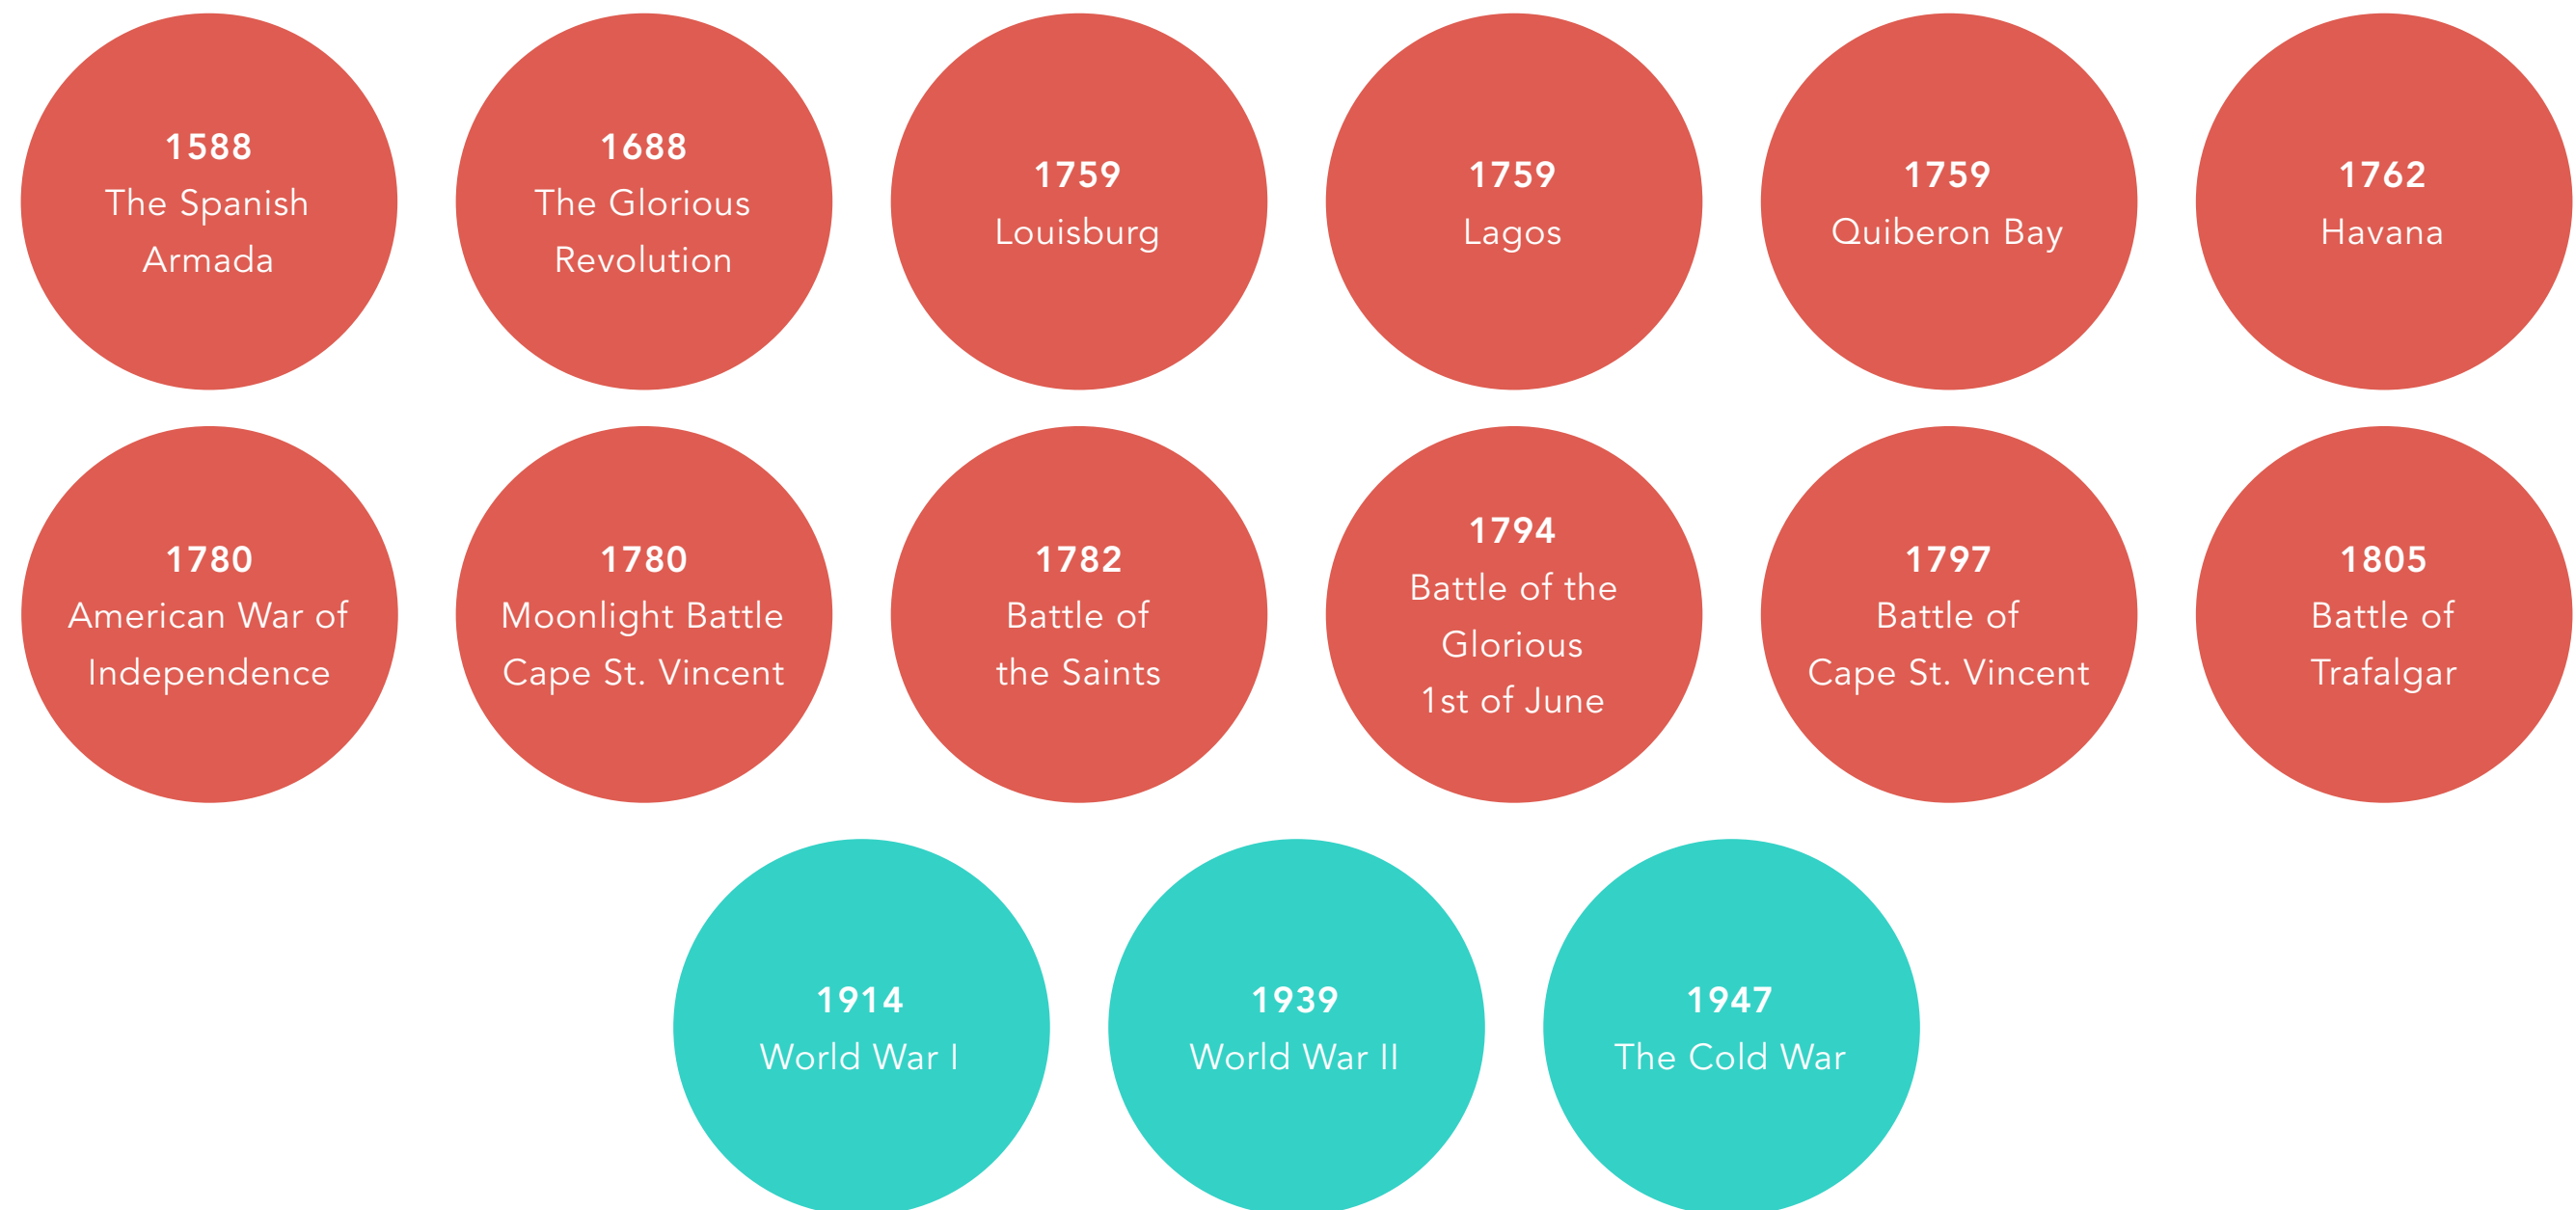 1588
The Spanish
Armada
1688
The Glorious
Revolution
1759
Louisburg
1759
Lagos
1759
Quiberon Bay
1762
Havana
1780
American War of
Independence
1780
Moonlight Battle
Cape St. Vincent
1782
Battle of
the Saints
1794
Battle of the
Glorious
1st of June
1797
Battle of
Cape St. Vincent
1805
Battle of
Trafalgar
1914
World War I
1939
World War II
1947
The Cold War